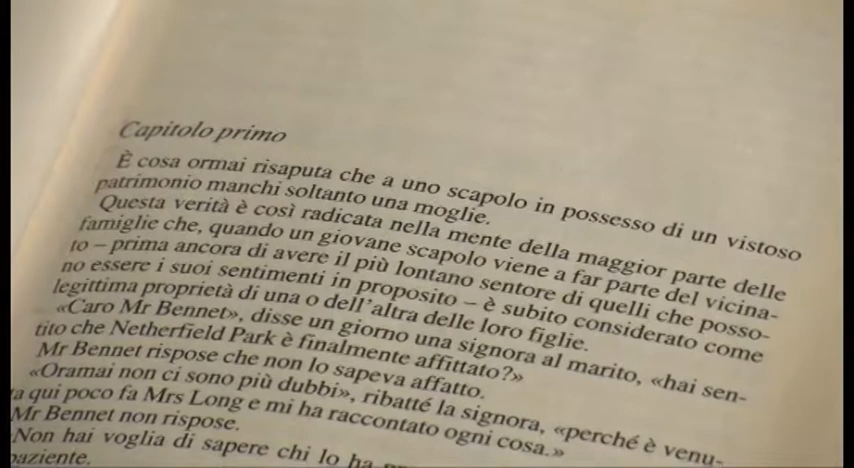 Capitolo primo
È cosa ormai risaputa che a uno scapolo in possesso di un vistoso
patrimonio manchi soltanto una moglie.
Questa verità è così radicata nella mente della maggior parte delle
famiglie che, quando un giovane scapolo viene a far parte del vicina-
to – prima ancora di avere il più lontano sentore di quelli che posso-
no essere i suoi sentimenti in proposito – è subito considerato come
legittima proprietà di una o dell'altra delle loro figlie.
«Caro Mr Bennet», disse un giorno una signora al marito, «hai sen-
tito che Netherfield Park è finalmente affittato?»
Mr Bennet rispose che non lo sapeva affatto.
«Oramai non ci sono più dubbi», ribatté la signora, «perché è venu-
ta qui poco fa Mrs Long e mi ha raccontato ogni cosa.»
Mr Bennet non rispose.
«Non hai voglia di sapere chi lo ha
paziente.